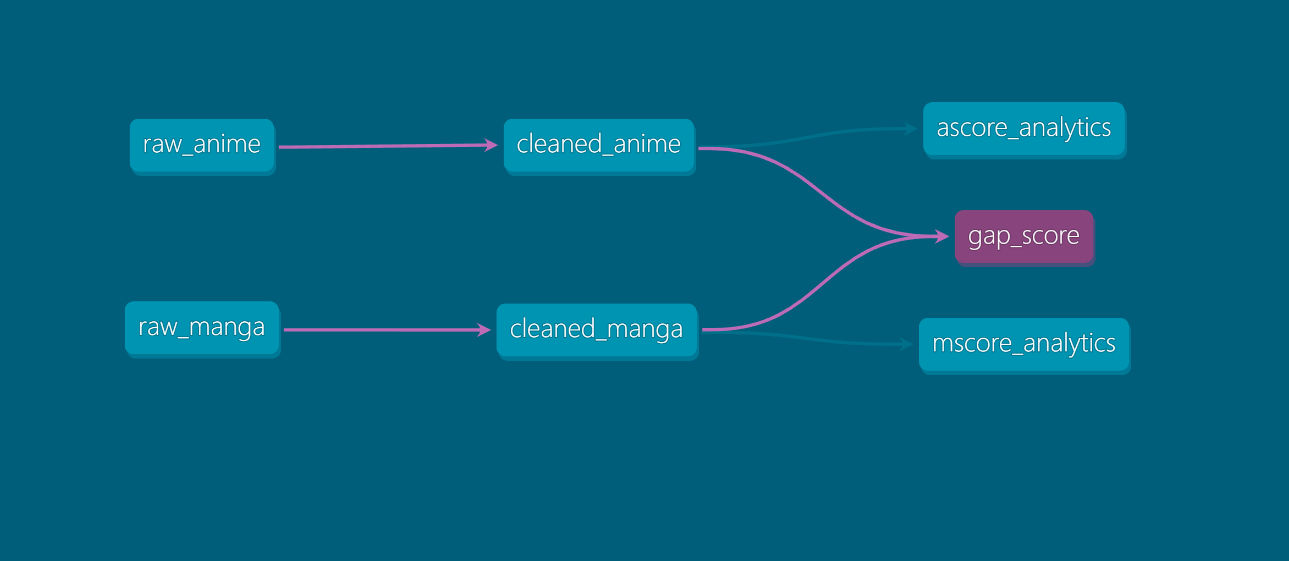 raw_anime
cleaned_anime
ascore_analytics
gap_score
raw_manga
cleaned_manga
mscore_analytics